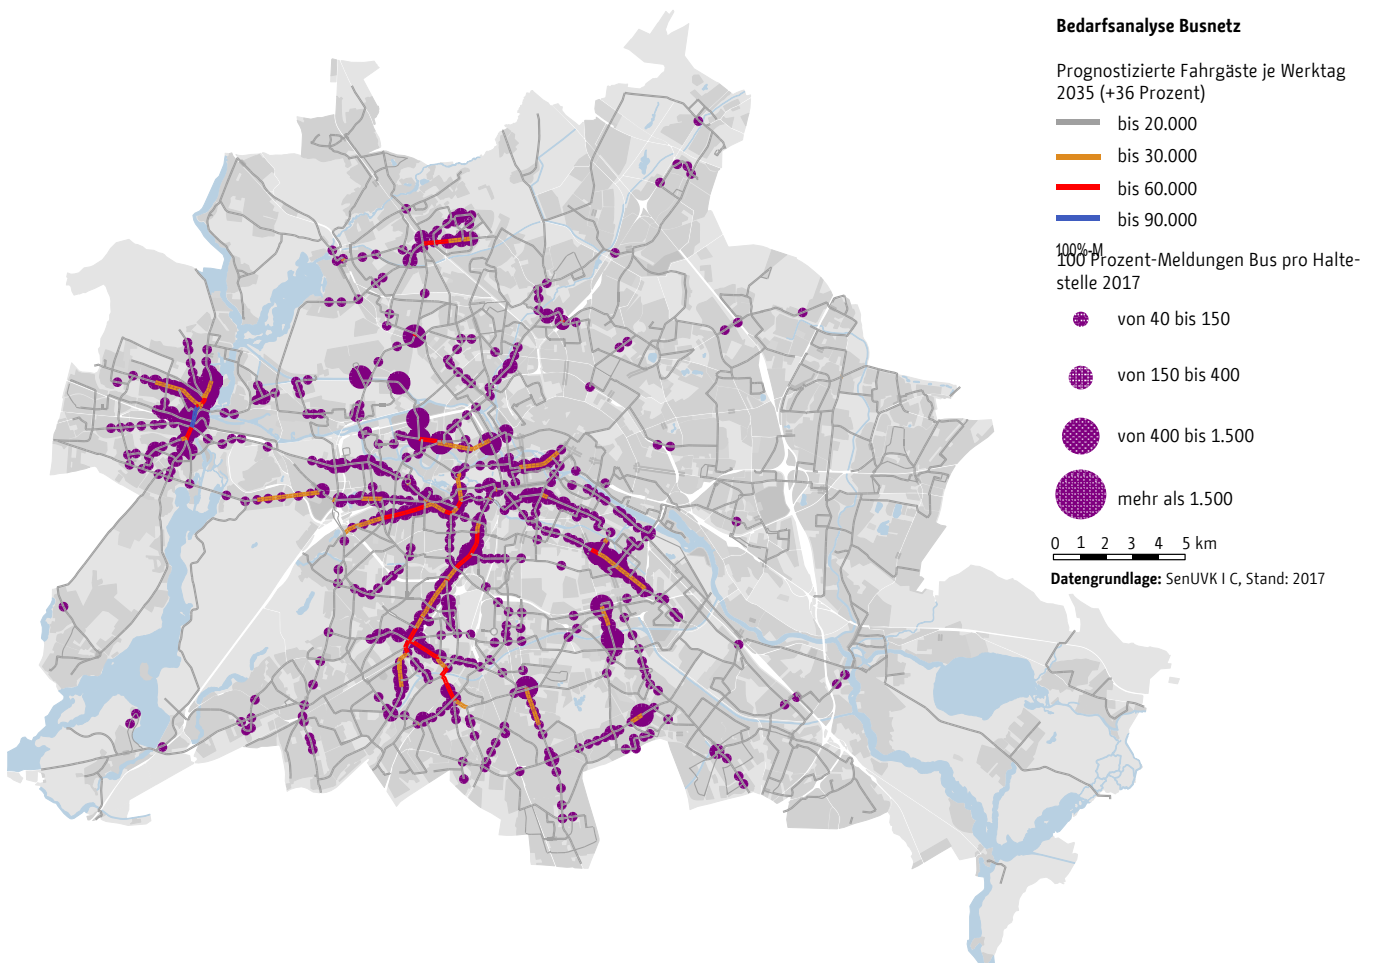 Bedarfsanalyse Busnetz
Prognostizierte Fahrgäste je Werktag
2035 (+36 Prozent)
bis 20.000
bis 30.000
bis 60.000
bis 90.000
100%-M
100 Prozent-Meldungen Bus pro Halte-
stelle 2017
von 40 bis 150
von 150 bis 400
von 400 bis 1.500
mehr als 1.500
0 1 2 3 4 5 km
Datengrundlage: SenUVK I C, Stand: 2017